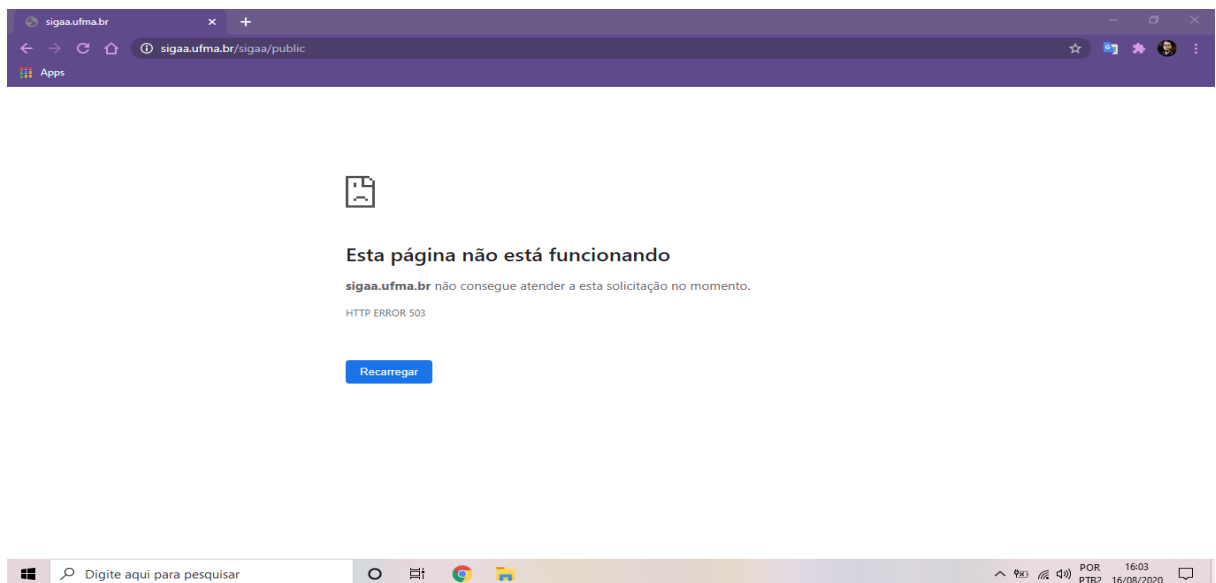 sigaa.ufma.br
sigaa.ufma.br/sigaa/public
Apps
Esta página não está funcionando
sigaa.ufma.br não consegue atender a esta solicitação no momento.
HTTP ERROR 503
Recarregar
Digite aqui para pesquisar
POR 16:03
PTB2 16/08/2020